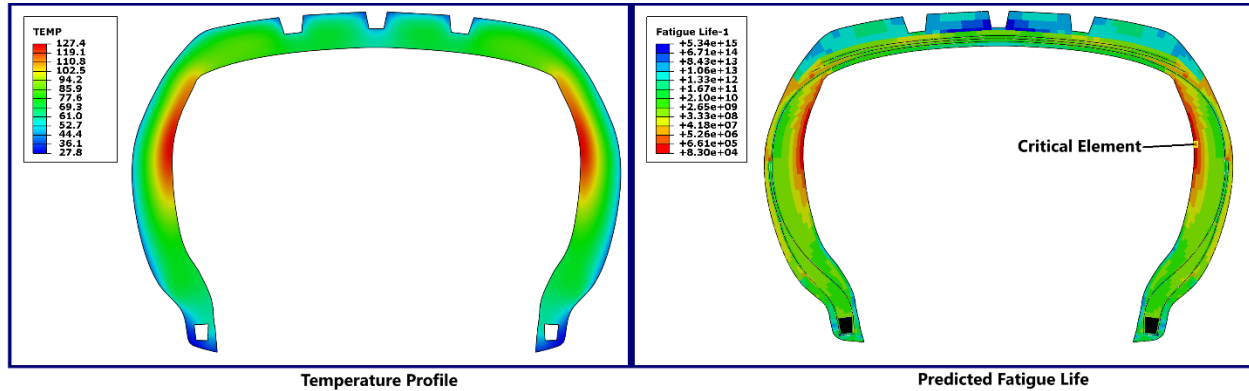 TEMP
127.4
119.1
110.8
102.5
94.2
85.9
77.6
69.3
61.0
52.7
44.4
36.1
27.8
Temperature Profile
Fatigue Life-1
+5.34e+15
+6.71e+14
+8.43e+13
+1.06e+13
+1.33e+12
+1.67e+11
+2.10e+10
+2.65e+09
+3.33e+08
+4.18e+07
+5.26e+06
+6.61e+05
+8.30e+04
Critical Element
Predicted Fatigue Life